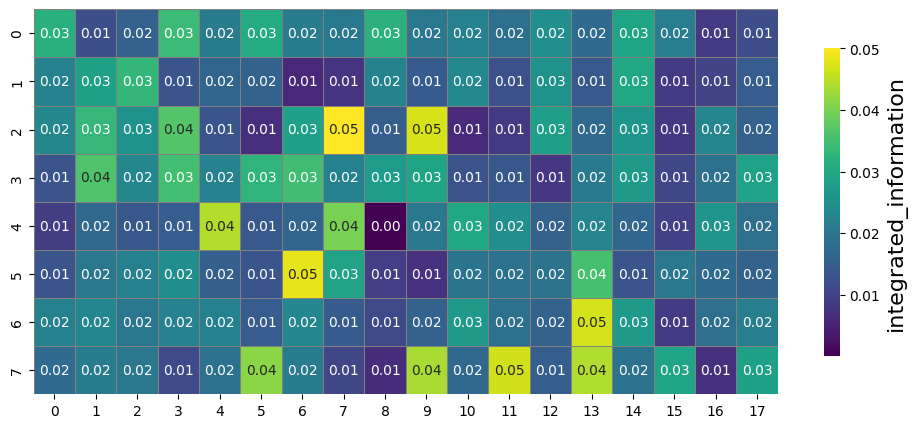 0 0.03 0.01 0.02 0.03 0.02 0.03 0.02 0.02 0.03 0.02 0.02 0.02 0.02 0.02 0.03 0.02 0.01 0.01
1 0.02 0.03 0.03 0.01 0.02 0.02 0.01 0.01 0.02 0.01 0.02 0.01 0.03 0.01 0.03 0.01 0.01 0.01
2 0.02 0.03 0.03 0.04 0.01 0.01 0.03 0.05 0.01 0.05 0.01 0.01 0.03 0.02 0.03 0.01 0.02 0.02
3 0.01 0.04 0.02 0.03 0.02 0.03 0.03 0.02 0.03 0.03 0.01 0.01 0.01 0.02 0.03 0.01 0.02 0.03
4 0.01 0.02 0.01 0.01 0.04 0.01 0.02 0.04 0.00 0.02 0.03 0.02 0.02 0.02 0.02 0.01 0.03 0.02
5 0.01 0.02 0.02 0.02 0.02 0.01 0.05 0.03 0.01 0.01 0.02 0.02 0.02 0.04 0.01 0.02 0.02 0.02
6 0.02 0.02 0.02 0.02 0.02 0.01 0.02 0.01 0.01 0.02 0.03 0.02 0.02 0.05 0.03 0.01 0.02 0.02
7 0.02 0.02 0.02 0.01 0.02 0.04 0.02 0.01 0.01 0.04 0.02 0.05 0.01 0.04 0.02 0.03 0.01 0.03
0 1 2 3 4 5 6 7 8 9 10 11 12 13 14 15 16 17
0.05
0.04
0.03
0.02
0.01
integrated_information